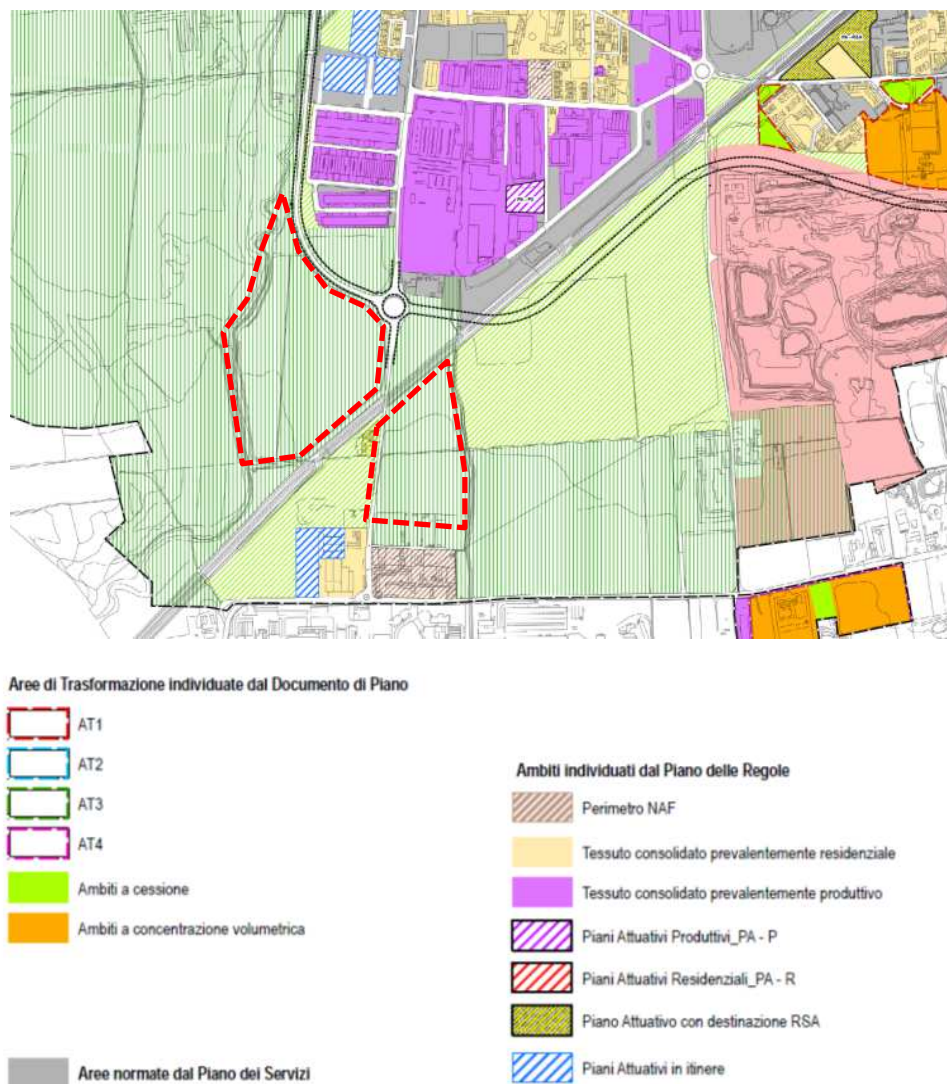 PA - RSA
Aree di Trasformazione individuate dal Documento di Piano
AT1
AT2
AT3
AT4
Ambiti a cessione
Ambiti a concentrazione volumetrica
Aree normate dal Piano dei Servizi
Ambiti individuati dal Piano delle Regole
Perimetro NAF
Tessuto consolidato prevalentemente residenziale
Tessuto consolidato prevalentemente produttivo
Piani Attuativi Produttivi_PA - P
Piani Attuativi Residenziali_PA - R
Piano Attuativo con destinazione RSA
Piani Attuativi in itinere